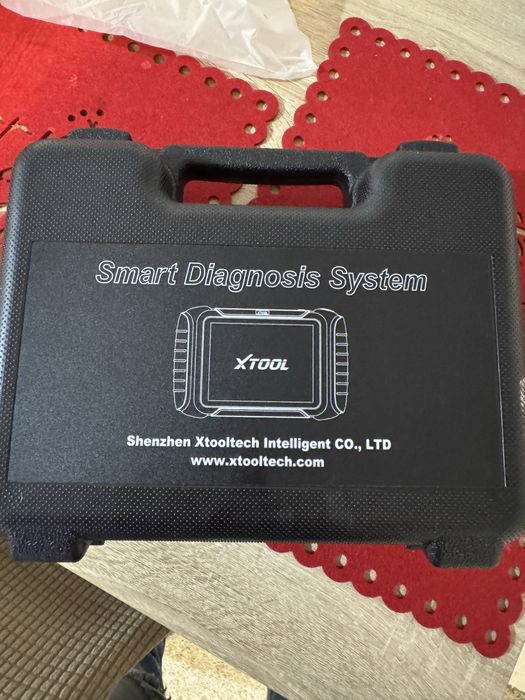 Smart Diagnosis System
XTOOL
Shenzhen Xtooltech Intelligent CO., LTD
www.xtooltech.com